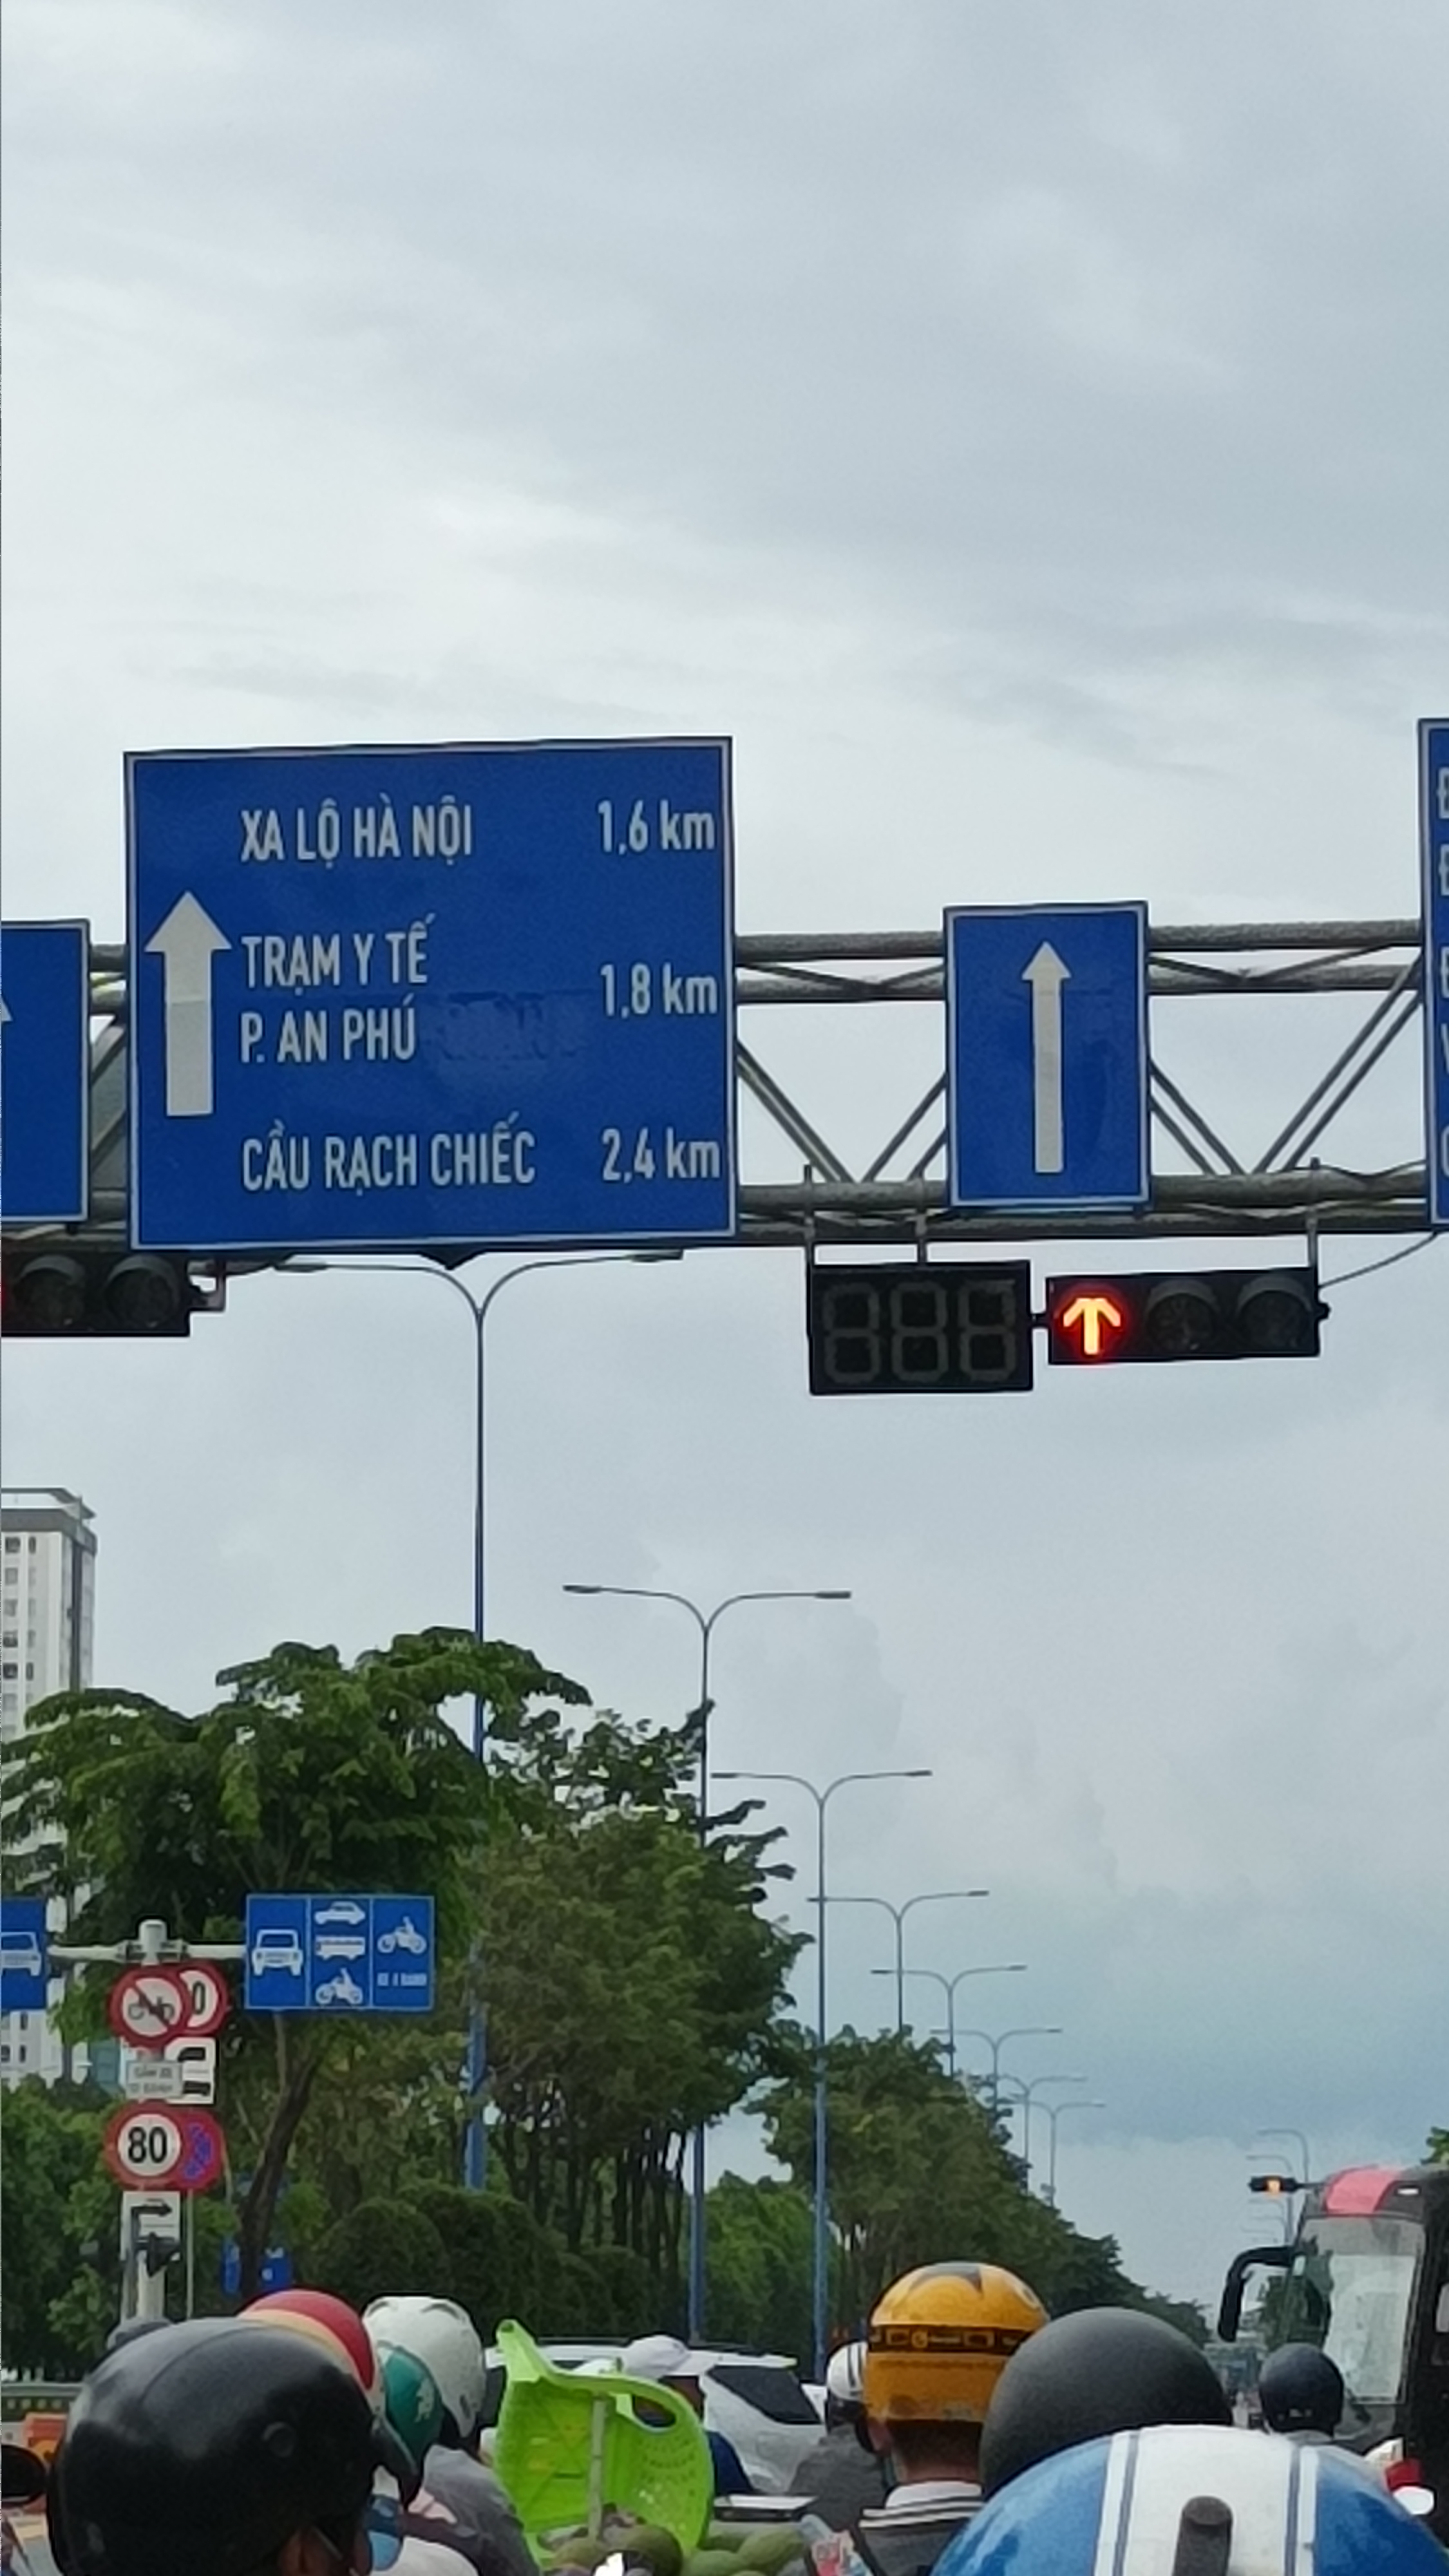 XA LỘ HÀ NỘI 1,6 km
TRẠM Y TẾ
P. AN PHÚ 1,8 km
CẦU RẠCH CHIẾC 2,4 km
80